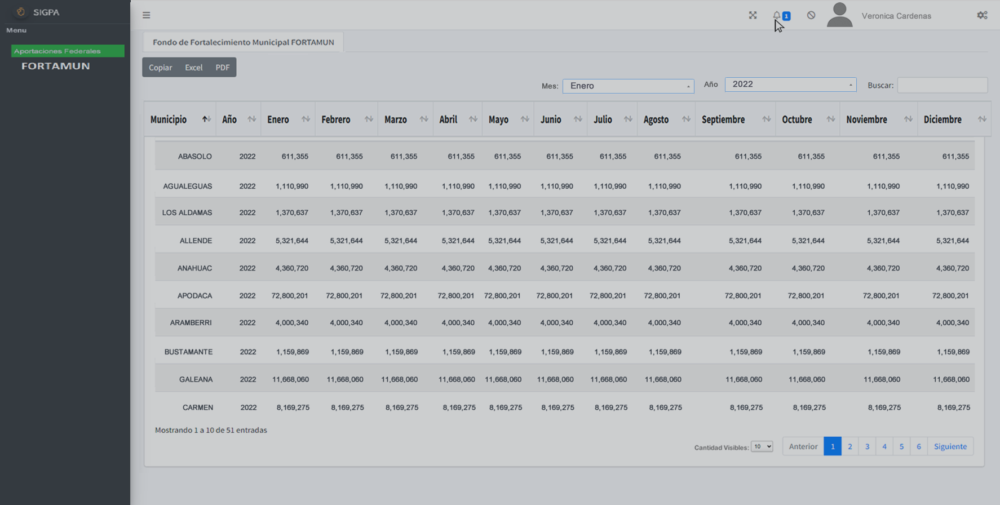 SIGPA
Menu
Aportaciones Federales
FORTAMUN
1
Veronica Cardenas
Fondo de Fortalecimiento Municipal FORTAMUN
Copiar Excel PDF
Mes: Enero Año 2022 Buscar:
Municipio Año Enero Febrero Marzo Abril Mayo Junio Julio Agosto Septiembre Octubre Noviembre Diciembre
ABASOLO 2022 611,355 611,355 611,355 611,355 611,355 611,355 611,355 611,355 611,355 611,355 611,355 611,355
AGUALEGUAS 2022 1,110,990 1,110,990 1,110,990 1,110,990 1,110,990 1,110,990 1,110,990 1,110,990 1,110,990 1,110,990 1,110,990 1,110,990
LOS ALDAMAS 2022 1,370,637 1,370,637 1,370,637 1,370,637 1,370,637 1,370,637 1,370,637 1,370,637 1,370,637 1,370,637 1,370,637 1,370,637
ALLENDE 2022 5,321,644 5,321,644 5,321,644 5,321,644 5,321,644 5,321,644 5,321,644 5,321,644 5,321,644 5,321,644 5,321,644 5,321,644
ANAHUAC 2022 4,360,720 4,360,720 4,360,720 4,360,720 4,360,720 4,360,720 4,360,720 4,360,720 4,360,720 4,360,720 4,360,720 4,360,720
APODACA 2022 72,800,201 72,800,201 72,800,201 72,800,201 72,800,201 72,800,201 72,800,201 72,800,201 72,800,201 72,800,201 72,800,201 72,800,201
ARAMBERRI 2022 4,000,340 4,000,340 4,000,340 4,000,340 4,000,340 4,000,340 4,000,340 4,000,340 4,000,340 4,000,340 4,000,340 4,000,340
BUSTAMANTE 2022 1,159,869 1,159,869 1,159,869 1,159,869 1,159,869 1,159,869 1,159,869 1,159,869 1,159,869 1,159,869 1,159,869 1,159,869
GALEANA 2022 11,668,060 11,668,060 11,668,060 11,668,060 11,668,060 11,668,060 11,668,060 11,668,060 11,668,060 11,668,060 11,668,060 11,668,060
CARMEN 2022 8,169,275 8,169,275 8,169,275 8,169,275 8,169,275 8,169,275 8,169,275 8,169,275 8,169,275 8,169,275 8,169,275 8,169,275
Mostrando 1 a 10 de 51 entradas
Cantidad Visibles: 10 Anterior 1 2 3 4 5 6 Siguiente